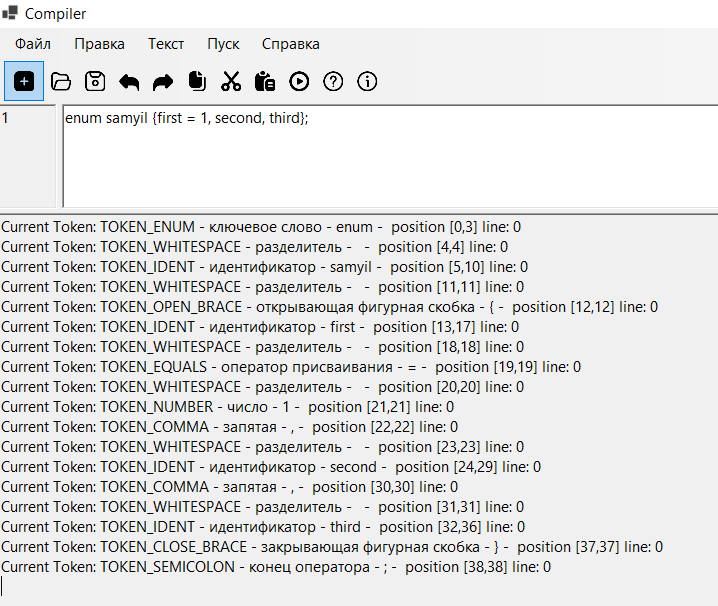 Compiler
Файл Правка Текст Пуск Справка
1 enum samyil {first = 1, second, third};
Current Token: TOKEN_ENUM - ключевое слово - enum - position [0,3] line: 0
Current Token: TOKEN_WHITESPACE - разделитель -   - position [4,4] line: 0
Current Token: TOKEN_IDENT - идентификатор - samyil - position [5,10] line: 0
Current Token: TOKEN_WHITESPACE - разделитель -   - position [11,11] line: 0
Current Token: TOKEN_OPEN_BRACE - открывающая фигурная скобка - { - position [12,12] line: 0
Current Token: TOKEN_IDENT - идентификатор - first - position [13,17] line: 0
Current Token: TOKEN_WHITESPACE - разделитель -   - position [18,18] line: 0
Current Token: TOKEN_EQUALS - оператор присваивания - = - position [19,19] line: 0
Current Token: TOKEN_WHITESPACE - разделитель -   - position [20,20] line: 0
Current Token: TOKEN_NUMBER - число - 1 - position [21,21] line: 0
Current Token: TOKEN_COMMA - запятая - , - position [22,22] line: 0
Current Token: TOKEN_WHITESPACE - разделитель -   - position [23,23] line: 0
Current Token: TOKEN_IDENT - идентификатор - second - position [24,29] line: 0
Current Token: TOKEN_COMMA - запятая - , - position [30,30] line: 0
Current Token: TOKEN_WHITESPACE - разделитель -   - position [31,31] line: 0
Current Token: TOKEN_IDENT - идентификатор - third - position [32,36] line: 0
Current Token: TOKEN_CLOSE_BRACE - закрывающая фигурная скобка - } - position [37,37] line: 0
Current Token: TOKEN_SEMICOLON - конец оператора - ; - position [38,38] line: 0